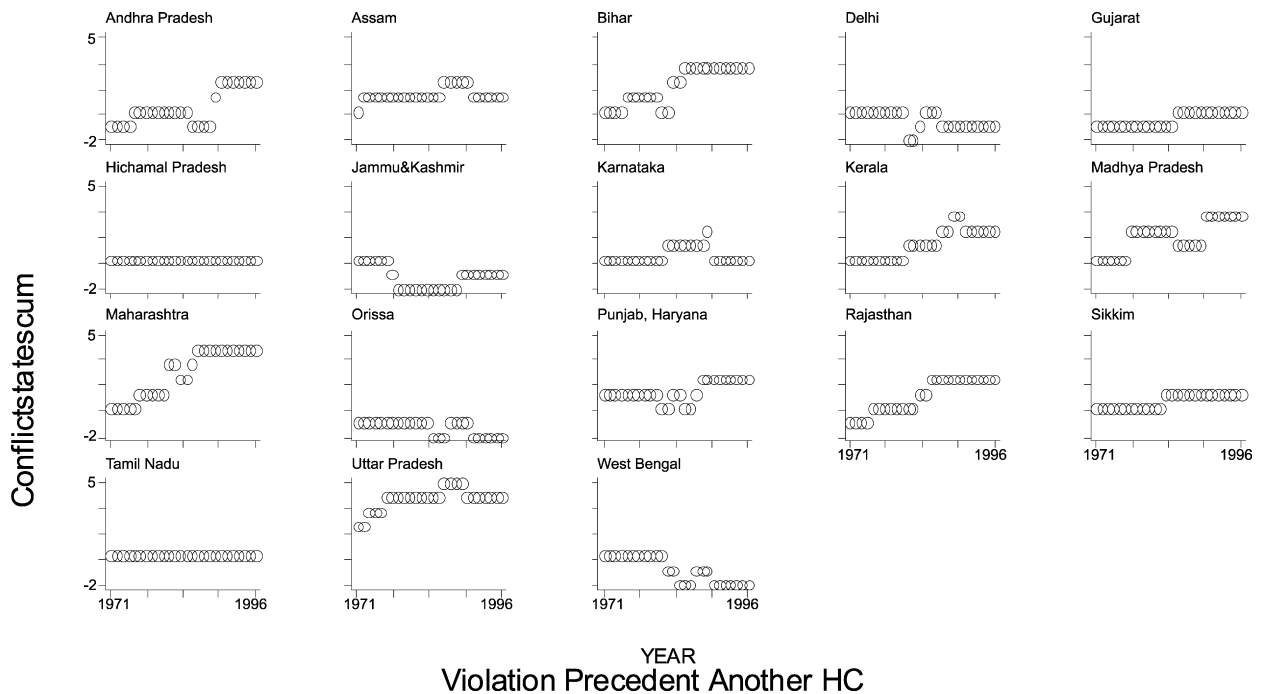 Andhra Pradesh Assam Bihar Delhi Gujarat
5
-2
Hichamal Pradesh Jammu&Kashmir Karnataka Kerala Madhya Pradesh
5
-2
Maharashtra Orissa Punjab, Haryana Rajasthan Sikkim
5
-2
1971 1996 1971 1996
Tamil Nadu Uttar Pradesh West Bengal
5
-2
1971 1996 1971 1996 1971 1996
Conflictstatescum
YEAR
Violation Precedent Another HC